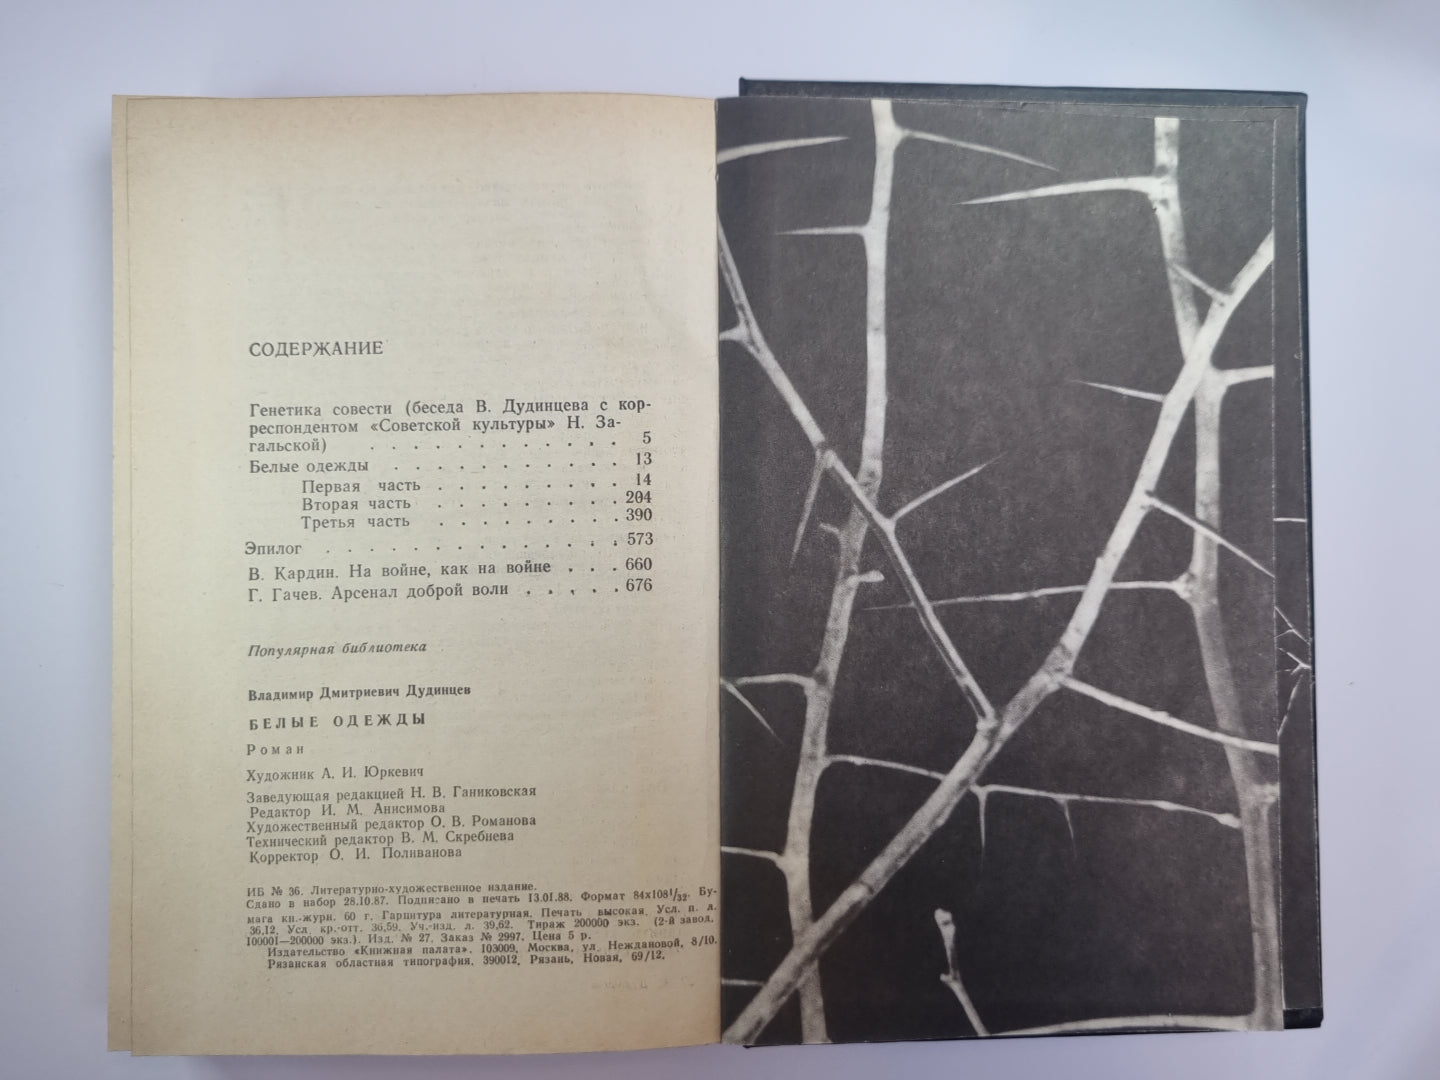 СОДЕРЖАНИЕ
Генетика совести (беседа В. Дудинцева с кор-
респондентом «Советской культуры» Н. За-
гальской) . . . . . . . . . . . . 5
Белые одежды . . . . . . . . . . 13
Первая часть . . . . . . . . . 14
Вторая часть . . . . . . . . . 204
Третья часть . . . . . . . . . 390
Эпилог . . . . . . . . . . . . . 573
В. Кардин. На войне, как на войне . . . 660
Г. Гачев. Арсенал доброй воли . . . . . 676
Популярная библиотека
Владимир Дмитриевич Дудинцев
БЕЛЫЕ ОДЕЖДЫ
Роман
Художник А. И. Юркевич
Заведующая редакцией Н. В. Ганиковская
Редактор И. М. Анисимова
Художественный редактор О. В. Романова
Технический редактор В. М. Скребнева
Корректор О. И. Поливанова
ИБ № 36. Литературно-художественное издание.
Сдано в набор 28.10.87. Подписано в печать 13.01.88. Формат 84х108 1/32. Бу-
мага кн.-журн. 60 г. Гарнитура литературная. Печать высокая. Усл. п. л.
36,12. Усл. кр.-отт. 36,59. Уч.-изд. л. 39,62. Тираж 200000 экз. (2-й завод.
100001—200000 экз.). Изд. № 27. Заказ № 2997. Цена 5 р.
Издательство «Книжная палата». 103009, Москва, ул. Неждановой, 8/10.
Рязанская областная типография. 390012, Рязань, Новая, 69/12.